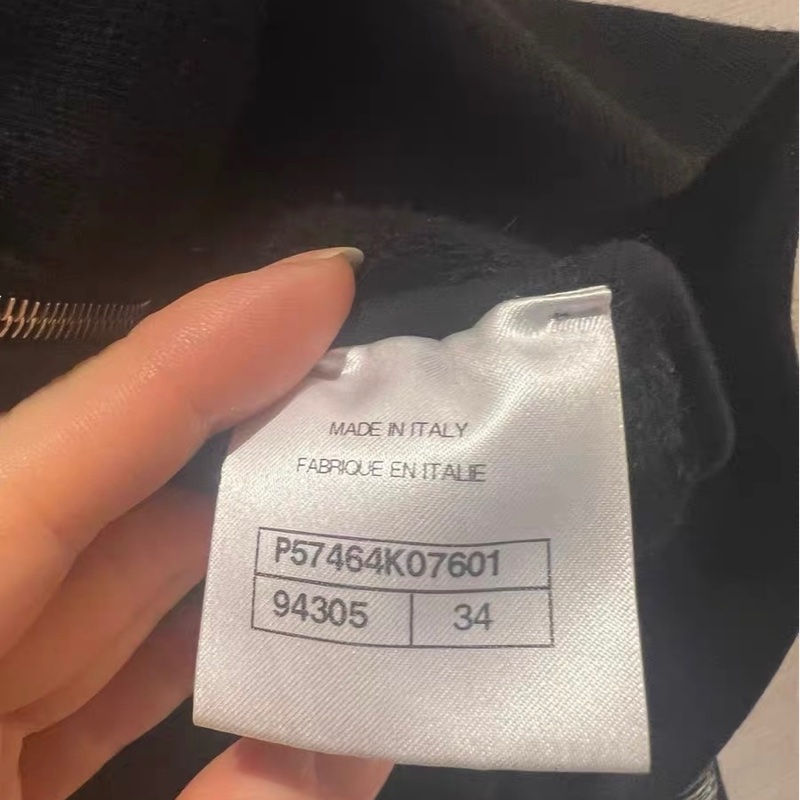 MADE IN ITALY
FABRIQUE EN ITALIE
P57464K07601
94305 34